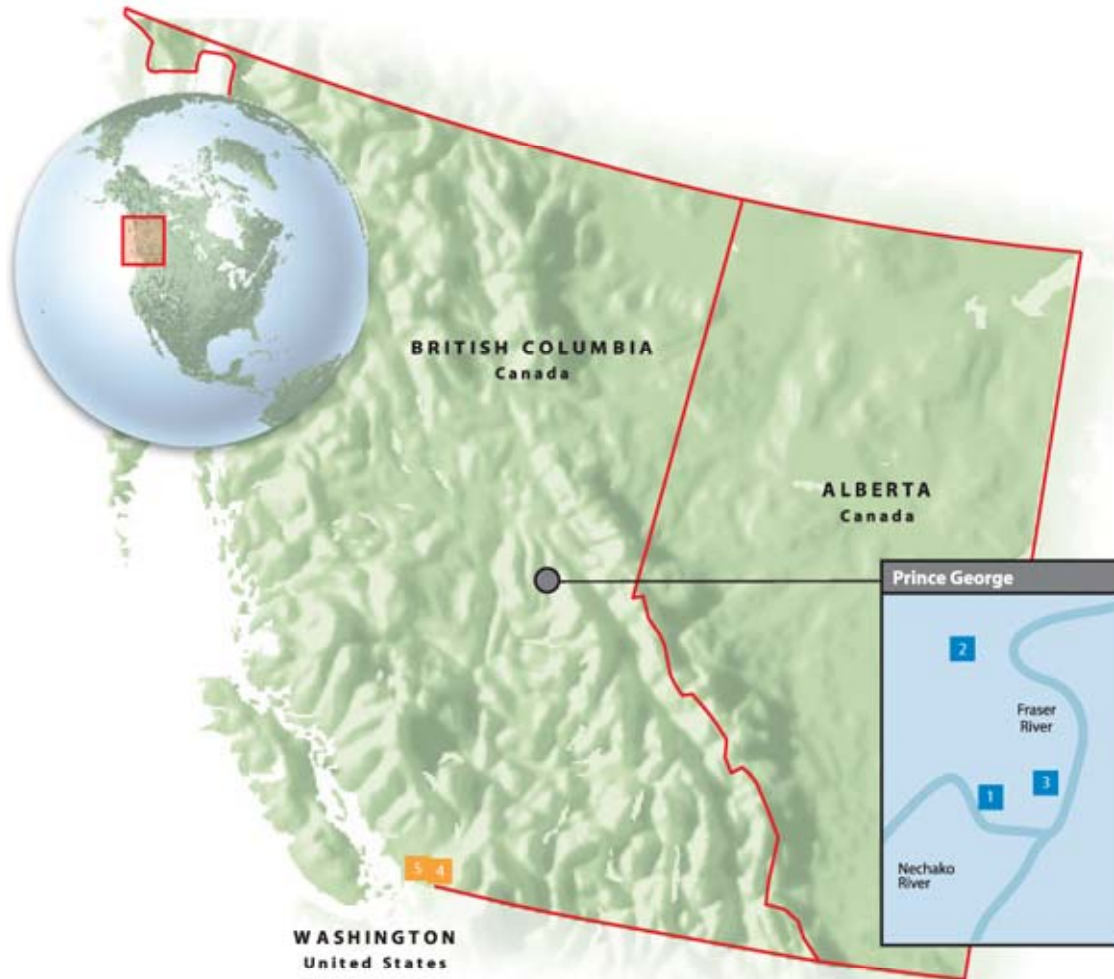 BRITISH COLUMBIA
Canada
ALBERTA
Canada
Prince George
2
Fraser
River
3
1
Nechako
River
5 4
WASHINGTON
United States